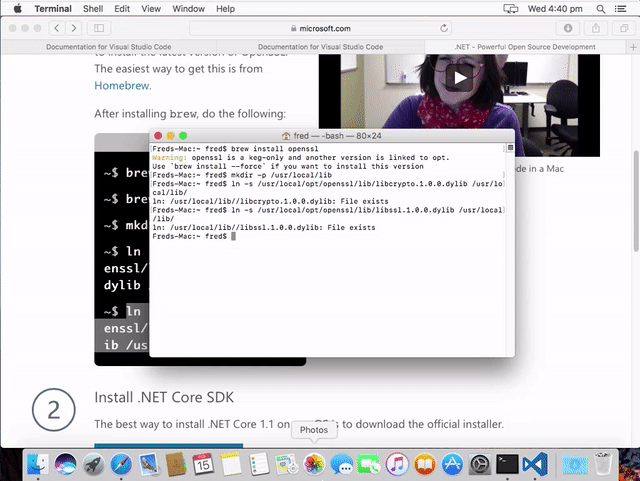 Terminal Shell Edit View Window Help Wed 4:40 pm
microsoft.com
Documentation for Visual Studio Code Documentation for Visual Studio Code .NET - Powerful Open Source Development
The easiest way to get this is from
Homebrew.
After installing brew, do the following:
fred — -bash — 80×24
Freds-Mac:~ fred$ brew install openssl
Warning: openssl is a keg-only and another version is linked to opt.
Use `brew install --force` if you want to install this version
Freds-Mac:~ fred$ mkdir -p /usr/local/lib
Freds-Mac:~ fred$ ln -s /usr/local/opt/openssl/lib/libcrypto.1.0.0.dylib /usr/lo
cal/lib/
ln: /usr/local/lib//libcrypto.1.0.0.dylib: File exists
Freds-Mac:~ fred$ ln -s /usr/local/opt/openssl/lib/libssl.1.0.0.dylib /usr/local
/lib/
ln: /usr/local/lib//libssl.1.0.0.dylib: File exists
Freds-Mac:~ fred$
ode in a Mac
~$ brew
~$ brew
~$ mkd
~$ ln
enssl/
dylib
~$ ln
enssl/
ib /us
2
Install .NET Core SDK
The best way to install .NET Core 1.1 on is to download the official installer.
Photos
15